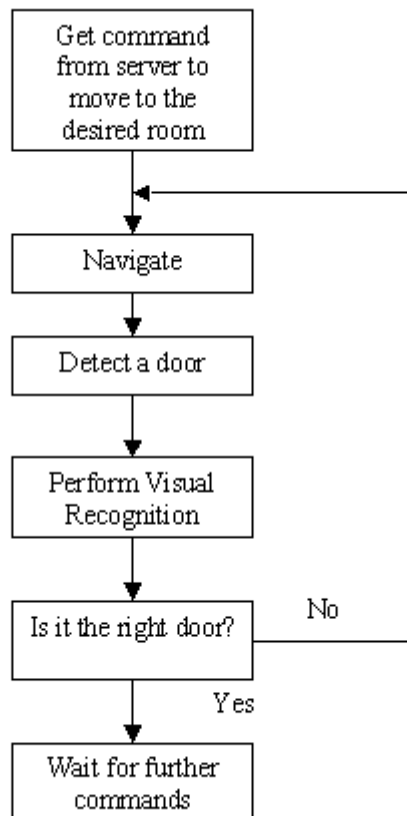 Get command
from server to
move to the
desired room
Navigate
Detect a door
Perform Visual
Recognition
Is it the right door?
No
Yes
Wait for further
commands